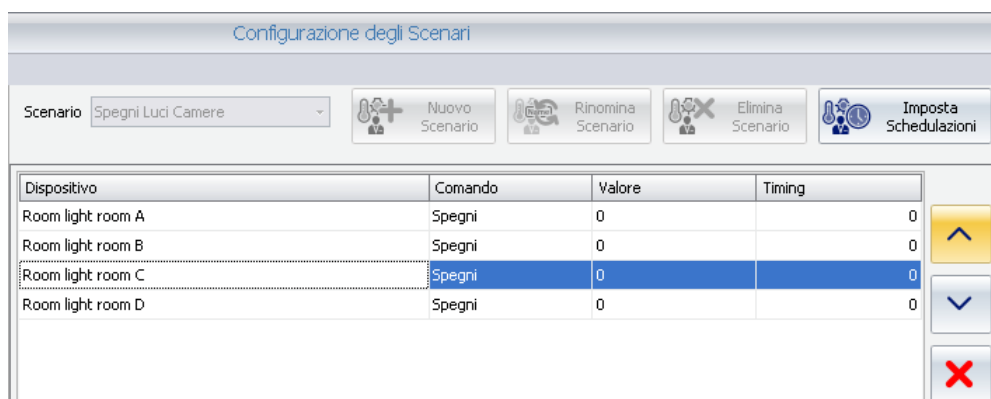 Configurazione degli Scenari
Scenario Spegni Luci Camere Nuovo Scenario Rinomina Scenario Elimina Scenario Imposta Schedulazioni
Dispositivo Comando Valore Timing
Room light room A Spegni 0 0
Room light room B Spegni 0 0
Room light room C Spegni 0 0
Room light room D Spegni 0 0